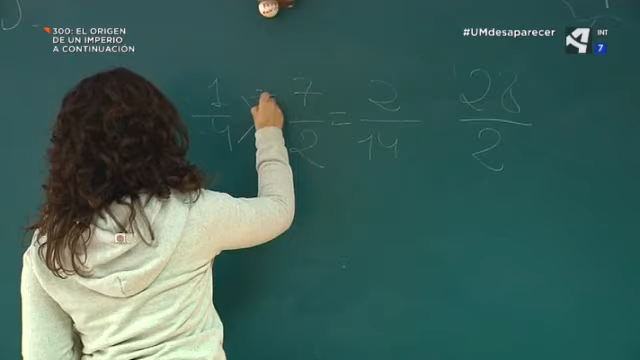 300: EL ORIGEN
DE UN IMPERIO
A CONTINUACIÓN
#UMdesaparecer
INT
7
1 7 2 28
4 2 = 14 2